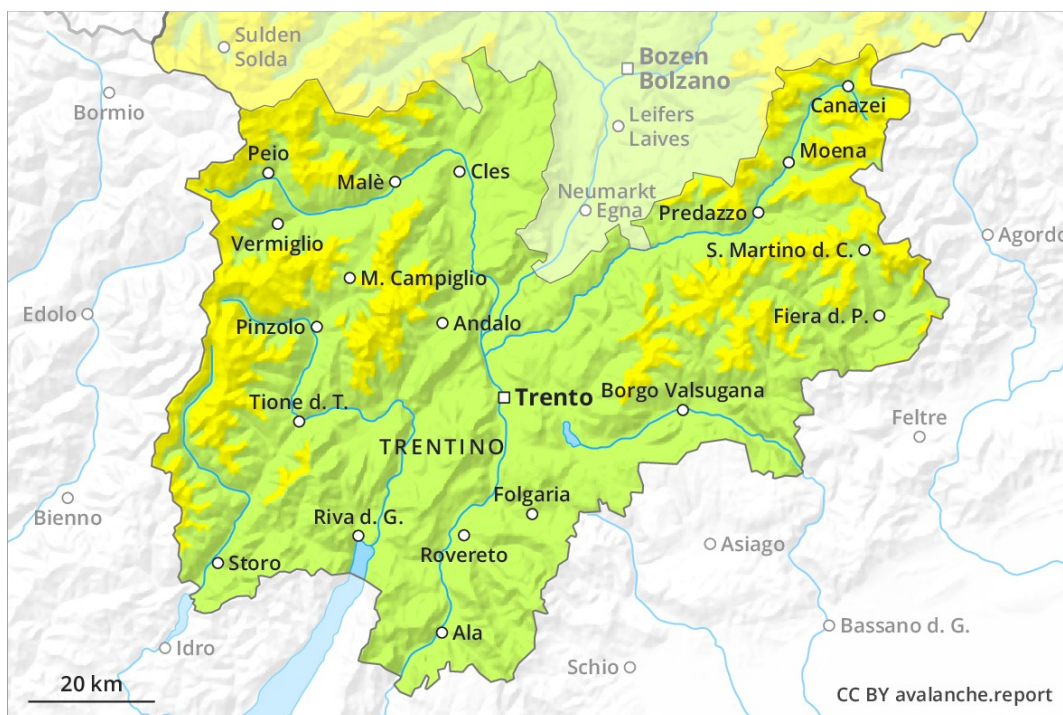 Sulden
Solda
Bozen
Bolzano
Bormio
Canazei
Leifers
Laives
Peio
Moena
Malè
Cles
Neumarkt
Egna
Predazzo
Vermiglio
Agordo
S. Martino d. C.
M. Campiglio
Edolo
Fiera d. P.
Pinzolo
Andalo
Borgo Valsugana
Trento
Tione d. T.
Feltre
TRENTINO
Folgaria
Bienno
Riva d. G.
Rovereto
Asiago
Storo
Bassano d. G.
Ala
Idro
Schio
20 km
CC BY avalanche.report